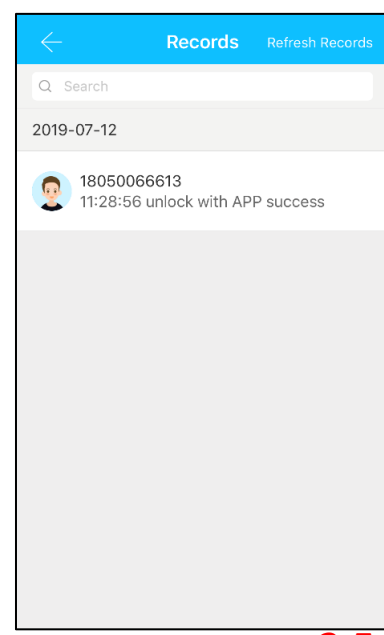 Records Refresh Records
Search
2019-07-12
18050066613
11:28:56 unlock with APP success